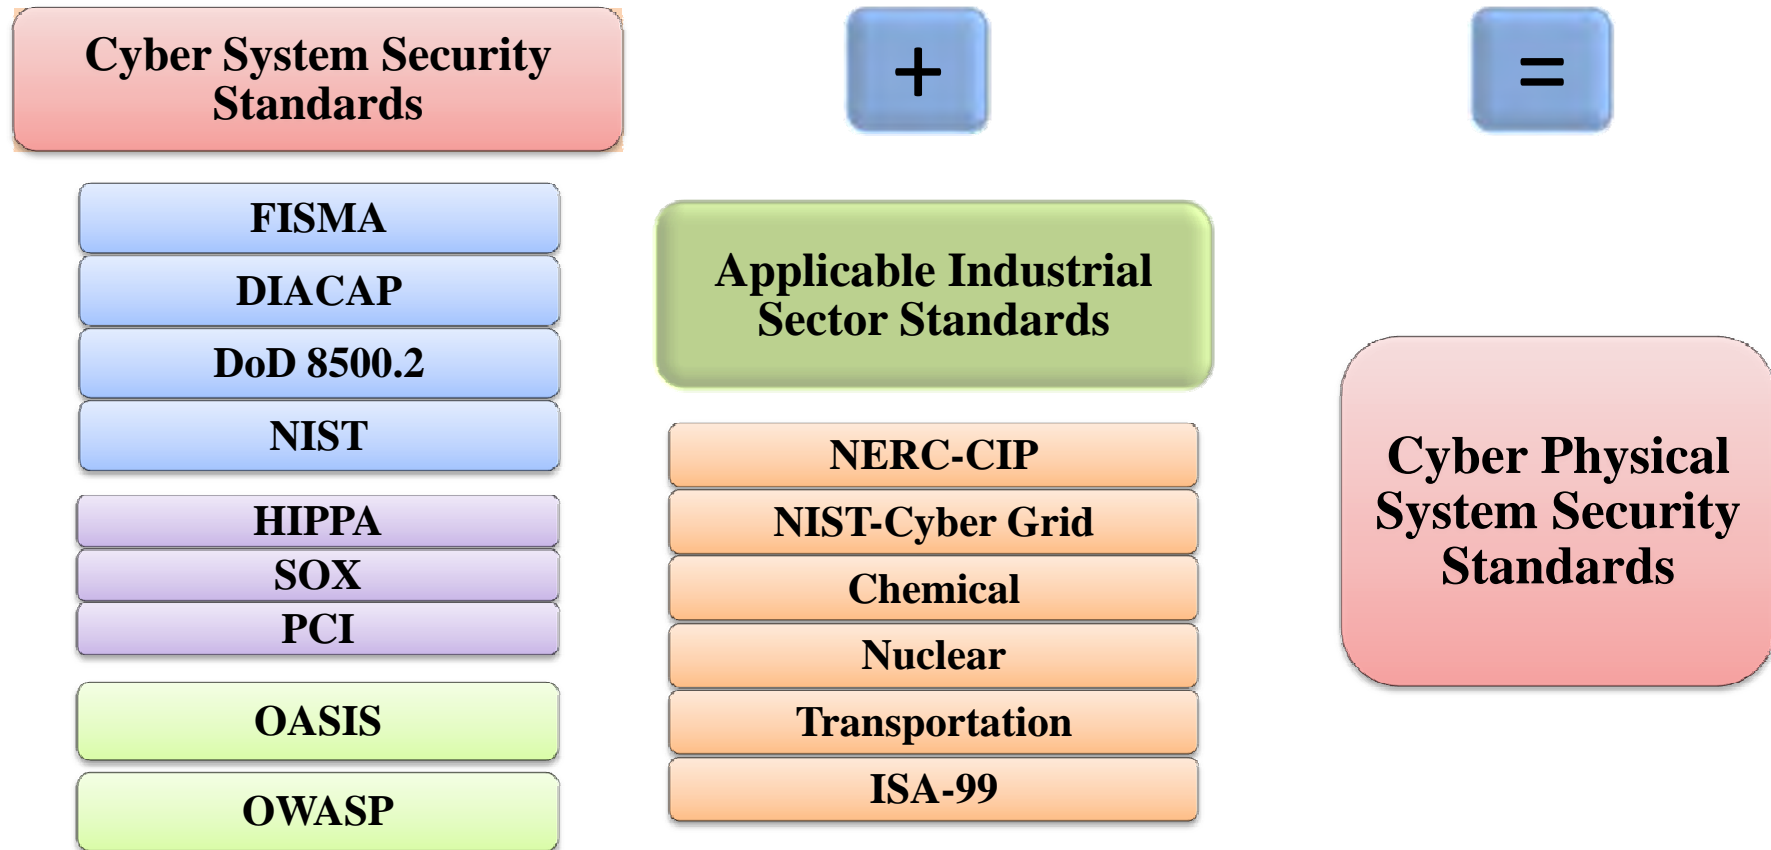 Cyber System Security
Standards
+
=
FISMA
DIACAP
DoD 8500.2
NIST
HIPPA
SOX
PCI
OASIS
OWASP
Applicable Industrial
Sector Standards
NERC-CIP
NIST-Cyber Grid
Chemical
Nuclear
Transportation
ISA-99
Cyber Physical
System Security
Standards